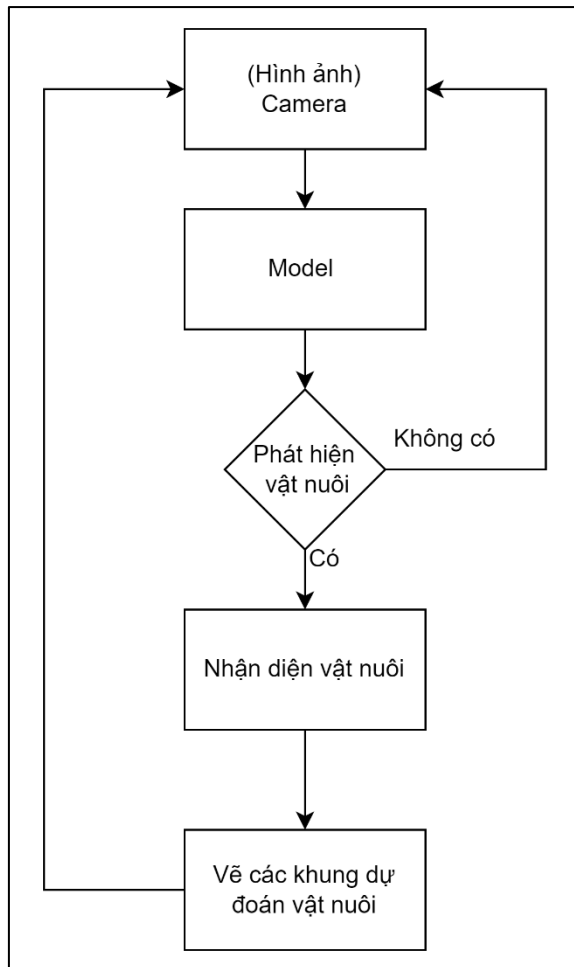 (Hình ảnh)
Camera
Model
Phát hiện
vật nuôi
Không có
Có
Nhận diện vật nuôi
Vẽ các khung dự
đoán vật nuôi